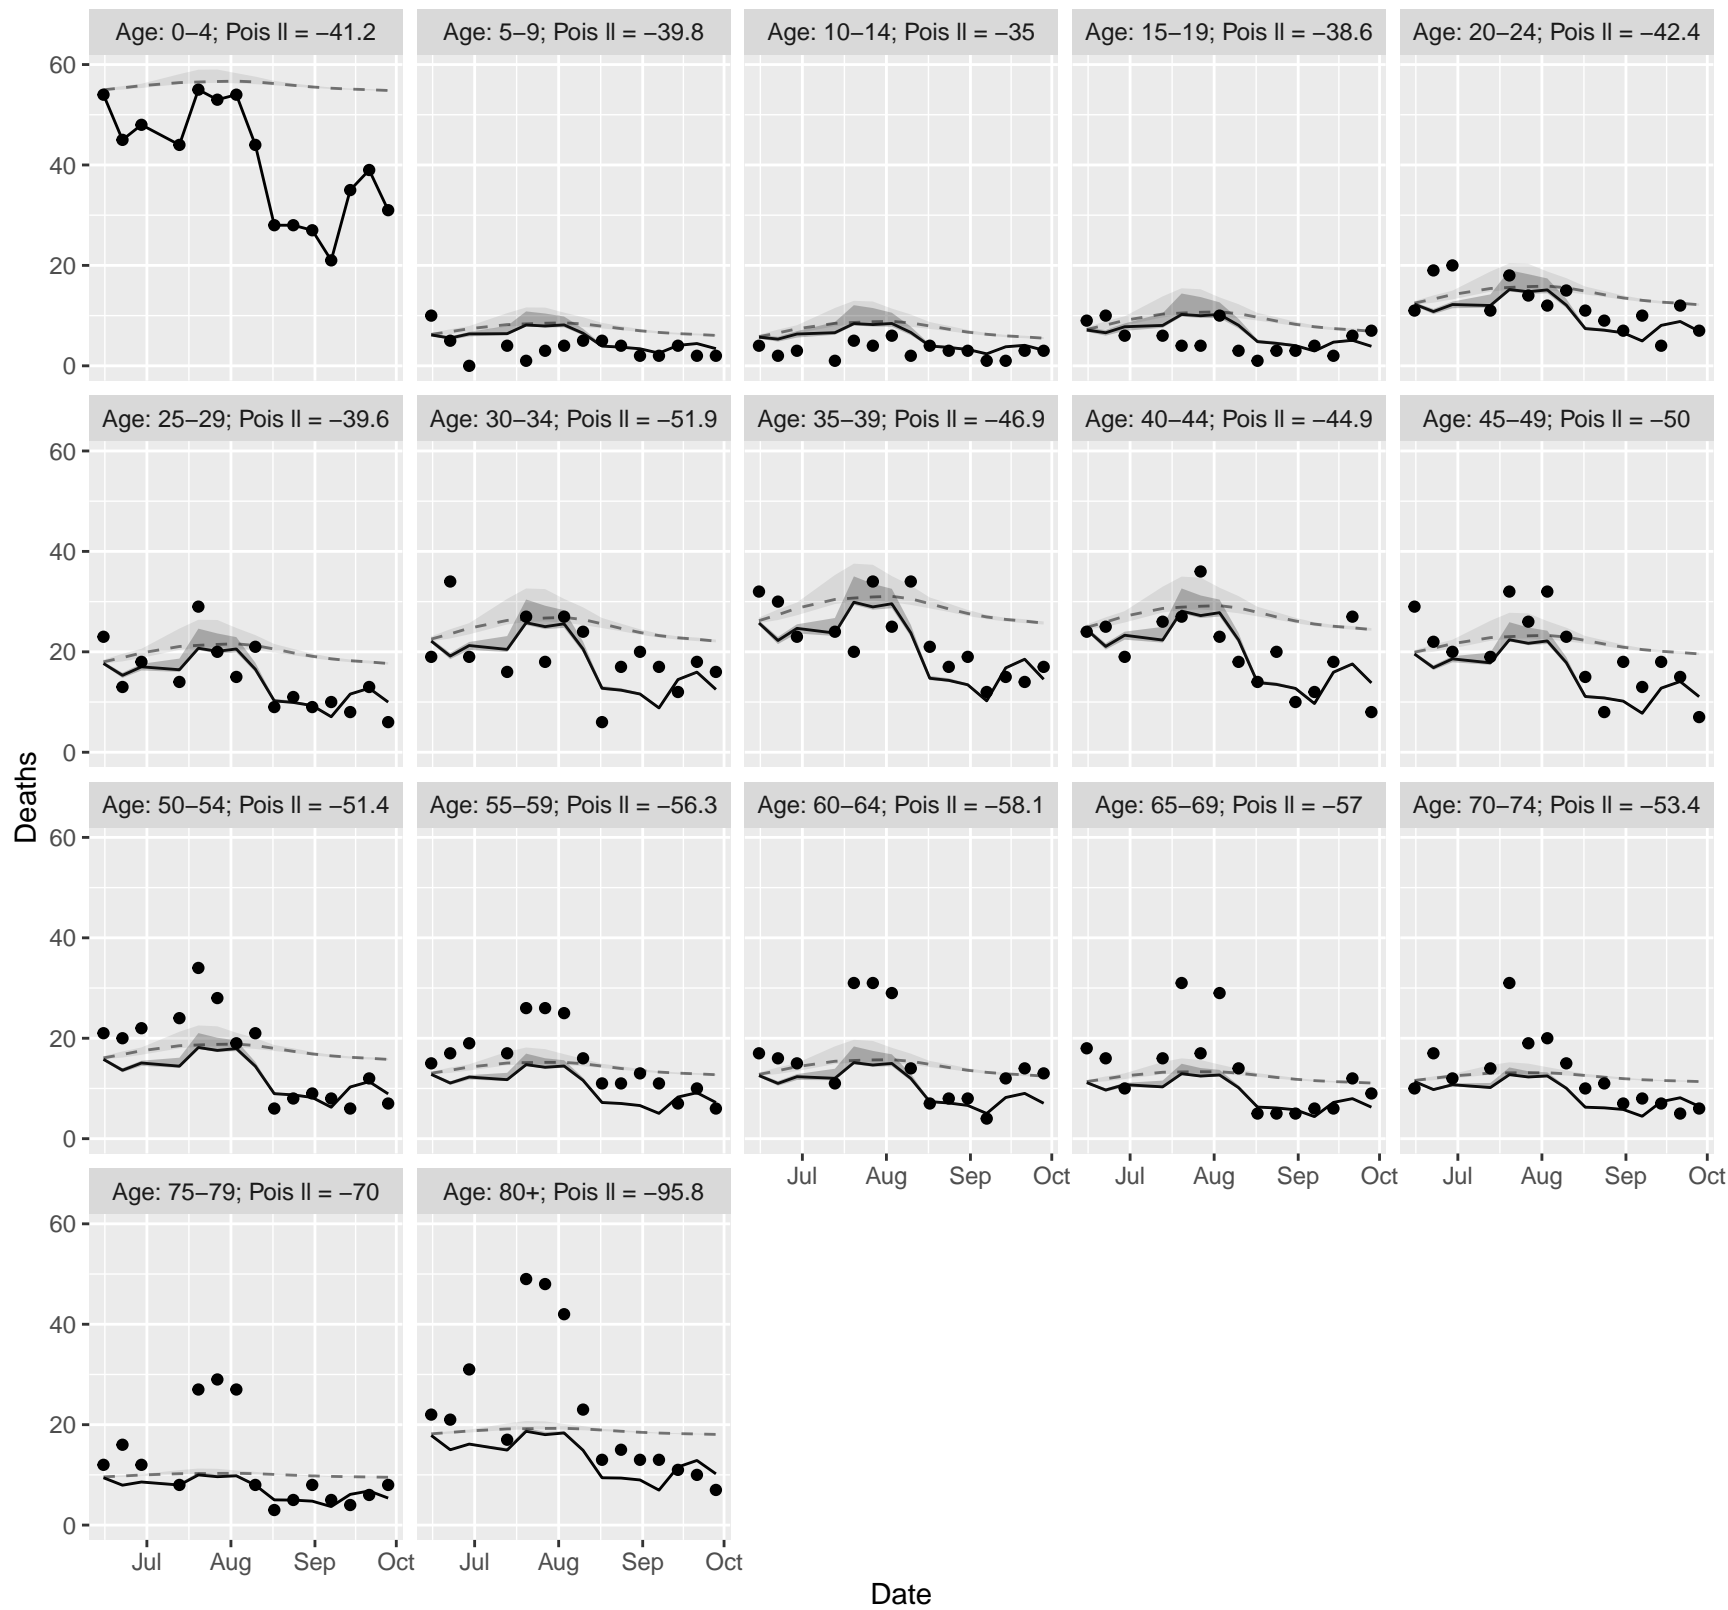 Age: 0−4; Pois ll = −41.2
Age: 5−9; Pois ll = −39.8
Age: 10−14; Pois ll = −35
Age: 15−19; Pois ll = −38.6
Age: 20−24; Pois ll = −42.4
60
40
20
0
Age: 25−29; Pois ll = −39.6
Age: 30−34; Pois ll = −51.9
Age: 35−39; Pois ll = −46.9
Age: 40−44; Pois ll = −44.9
Age: 45−49; Pois ll = −50
60
40
20
0
Deaths
Age: 50−54; Pois ll = −51.4
Age: 55−59; Pois ll = −56.3
Age: 60−64; Pois ll = −58.1
Age: 65−69; Pois ll = −57
Age: 70−74; Pois ll = −53.4
60
40
20
0
Jul Aug Sep Oct
Jul Aug Sep Oct
Jul Aug Sep Oct
Age: 75−79; Pois ll = −70
Age: 80+; Pois ll = −95.8
60
40
20
0
Jul Aug Sep Oct
Jul Aug Sep Oct
Date